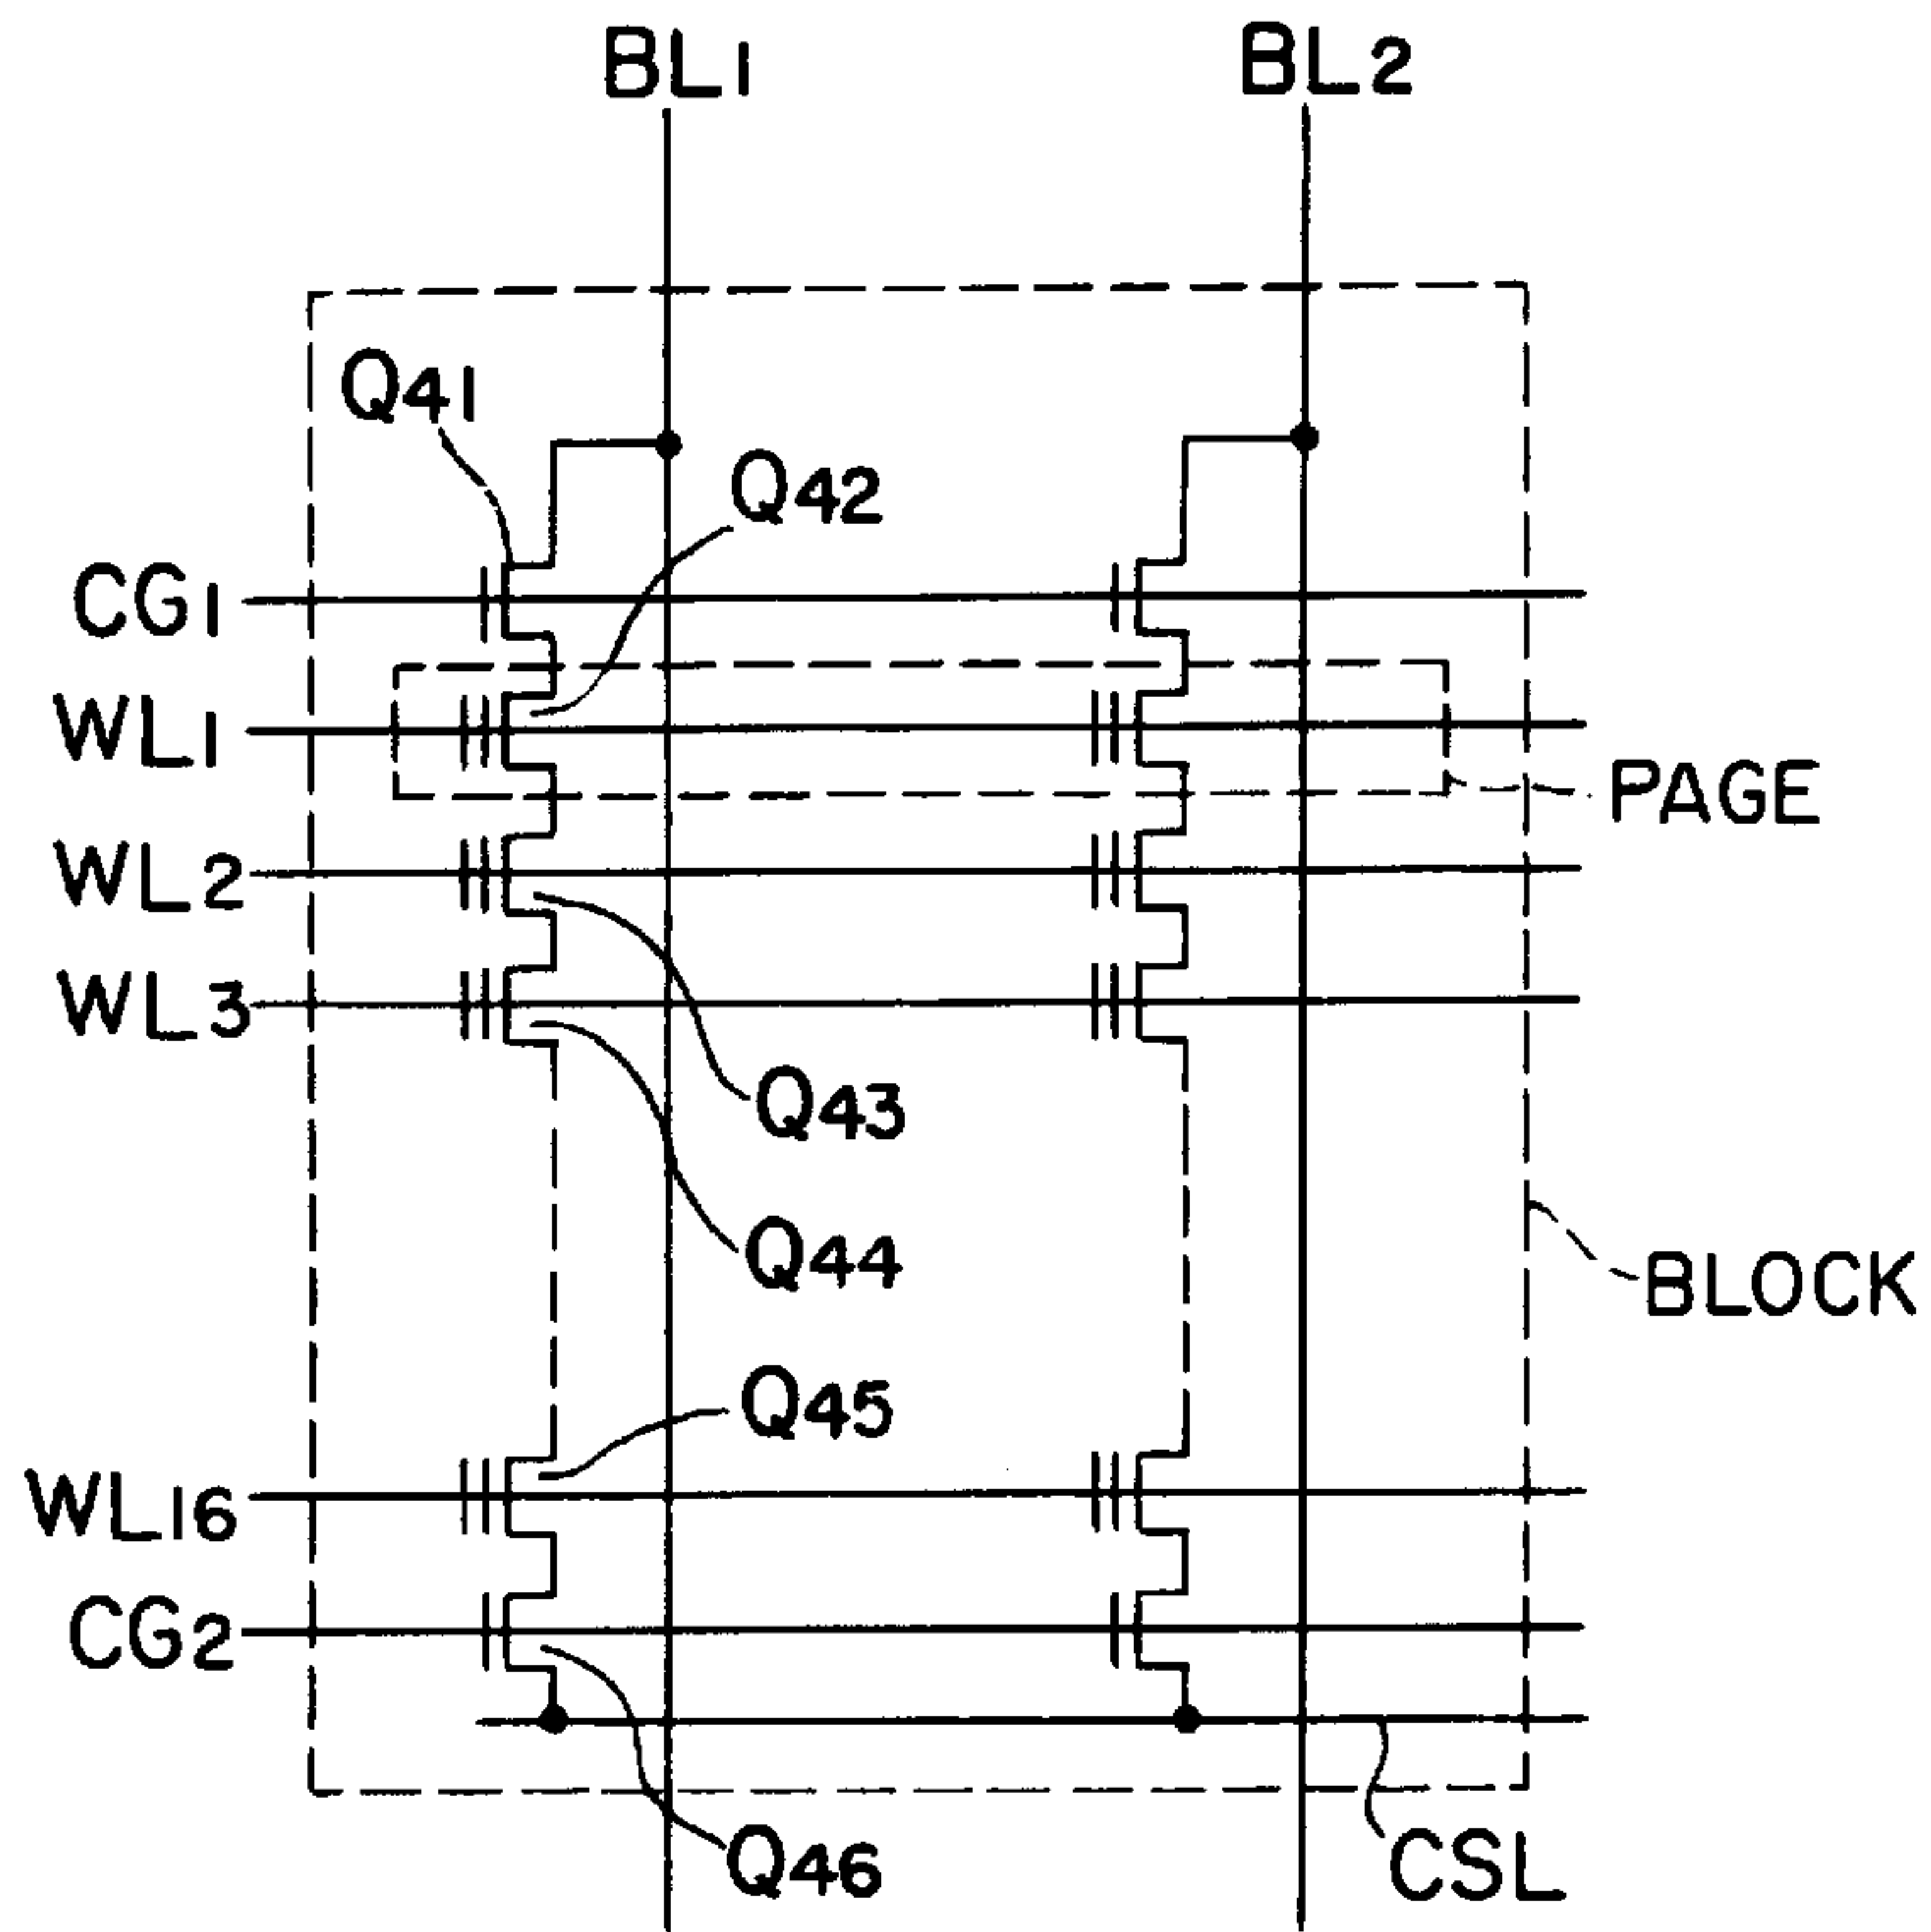 BL1
BL2
Q41
Q42
CG1
WL1
PAGE
WL2
WL3
Q43
Q44
BLOCK
Q45
WL16
CG2
Q46
CSL